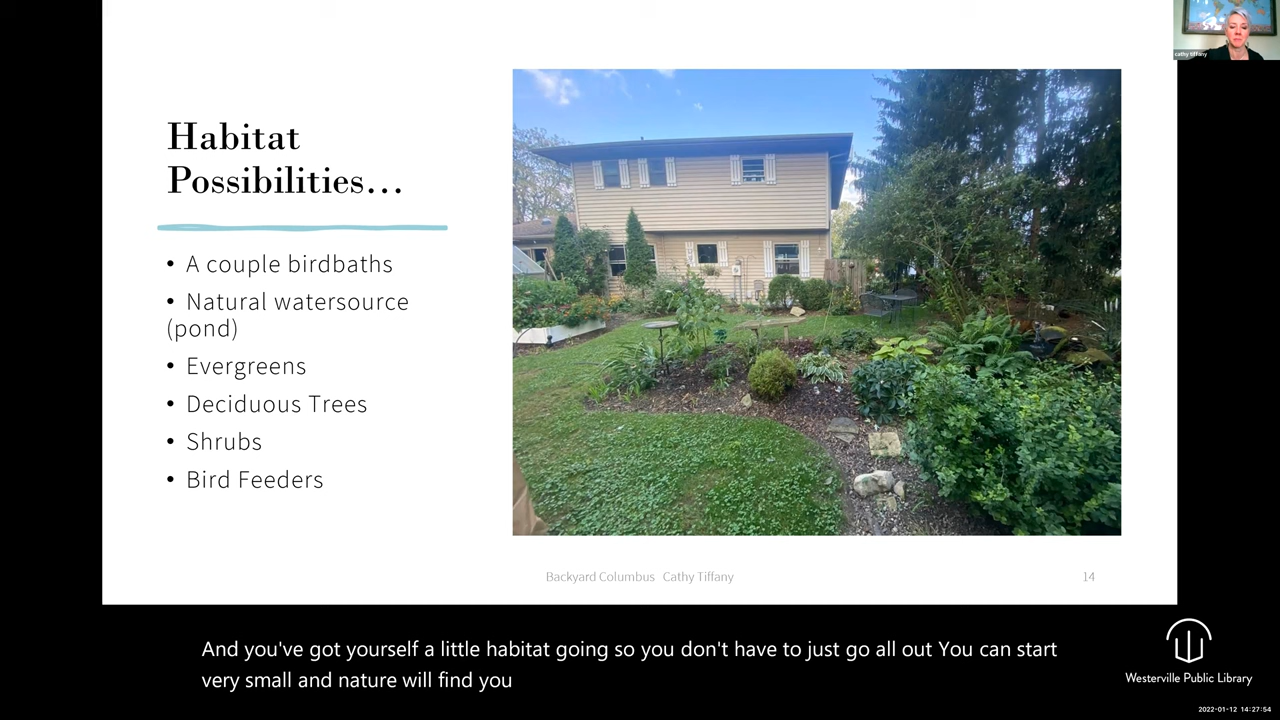 cathy tiffany
Habitat
Possibilities...
• A couple birdbaths
• Natural watersource
(pond)
• Evergreens
• Deciduous Trees
• Shrubs
• Bird Feeders
Backyard Columbus Cathy Tiffany
14
And you've got yourself a little habitat going so you don't have to just go all out You can start
very small and nature will find you
Westerville Public Library
2022-01-12 14:27:54